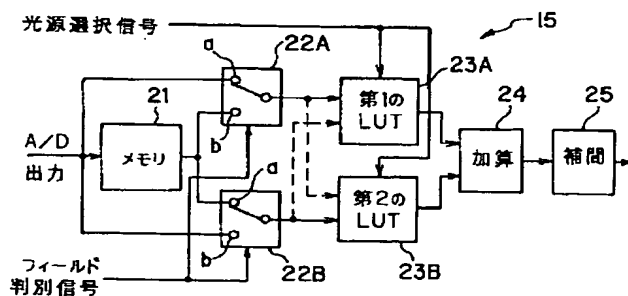 光源選択信号
15
22A
a
b
23A
第1の
LUT
21
メモリ
A/D
出力
24
加算
25
補間
a
b
22B
第2の
LUT
23B
フィールド
判別信号